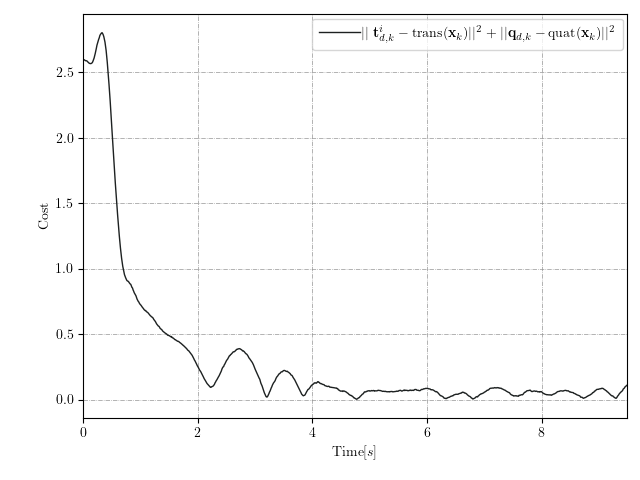 || t^i_{d,k} − trans(x_k)||^2 + ||q_{d,k} − quat(x_k)||^2
2.5
2.0
1.5
1.0
0.5
0.0
Cost
0 2 4 6 8
Time[s]